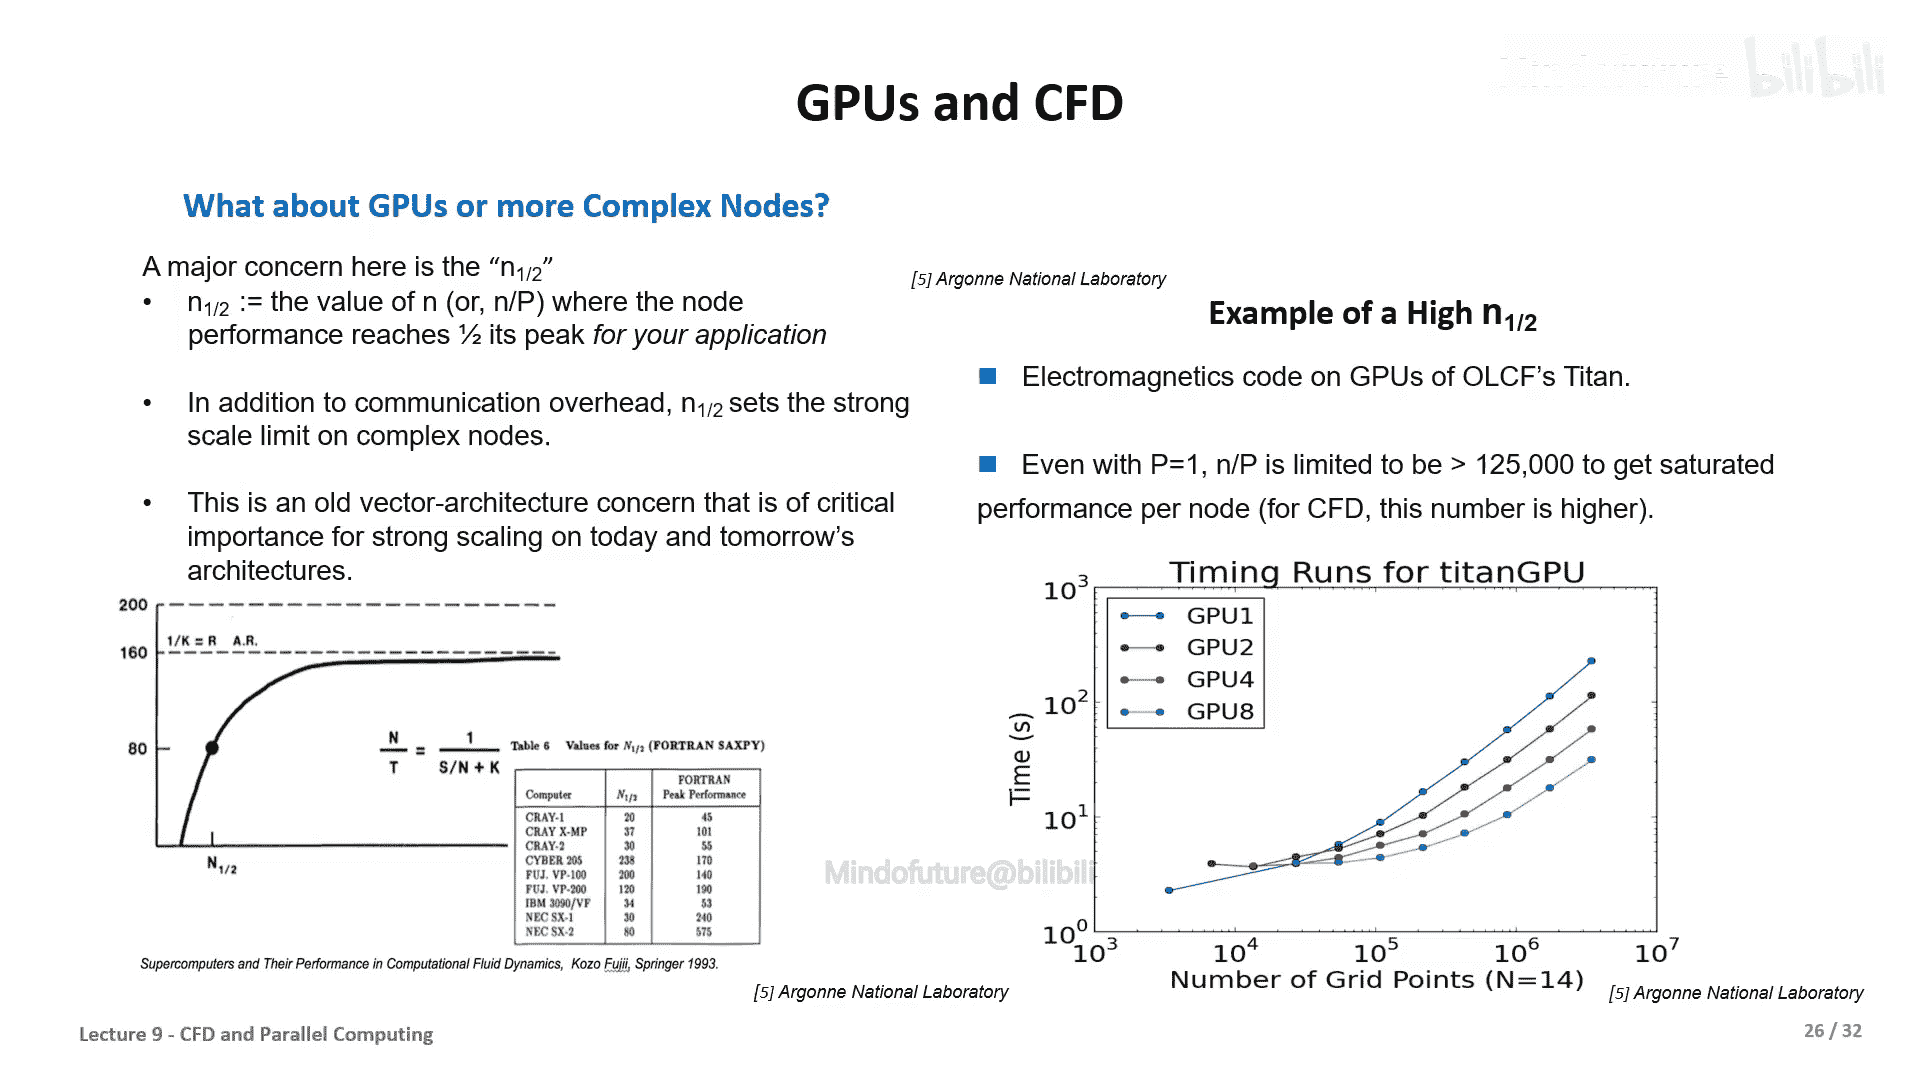 bilibili
GPUs and CFD
What about GPUs or more Complex Nodes?
A major concern here is the “n1/2”
• n1/2 := the value of n (or, n/P) where the node
performance reaches ½ its peak for your application
• In addition to communication overhead, n1/2 sets the strong
scale limit on complex nodes.
• This is an old vector-architecture concern that is of critical
importance for strong scaling on today and tomorrow’s
architectures.
200
1/K = R A.R.
160
80
N1/2
N/T = 1/(S/N + K)
Table 6 Values for N1/2 (FORTRAN SAXPY)
Computer N1/2 FORTRAN Peak Performance
CRAY-1 20 45
CRAY X-MP 37 101
CRAY-2 30 55
CYBER 205 238 170
FUJ. VP-100 200 140
FUJ. VP-200 120 190
IBM 3090/VF 34 53
NEC SX-1 30 240
NEC SX-2 80 575
Supercomputers and Their Performance in Computational Fluid Dynamics, Kozo Fujii, Springer 1993.
[5] Argonne National Laboratory
[5] Argonne National Laboratory
Example of a High n1/2
Electromagnetics code on GPUs of OLCF’s Titan.
Even with P=1, n/P is limited to be > 125,000 to get saturated
performance per node (for CFD, this number is higher).
Timing Runs for titanGPU
GPU1
GPU2
GPU4
GPU8
Time (s)
10^3
10^2
10^1
10^0
10^3 10^4 10^5 10^6 10^7
Number of Grid Points (N=14)
[5] Argonne National Laboratory
Mindofuture@bilibili
Lecture 9 - CFD and Parallel Computing
26 / 32